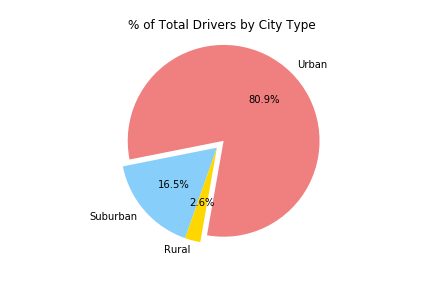 % of Total Drivers by City Type
Urban
80.9%
16.5%
2.6%
Suburban
Rural